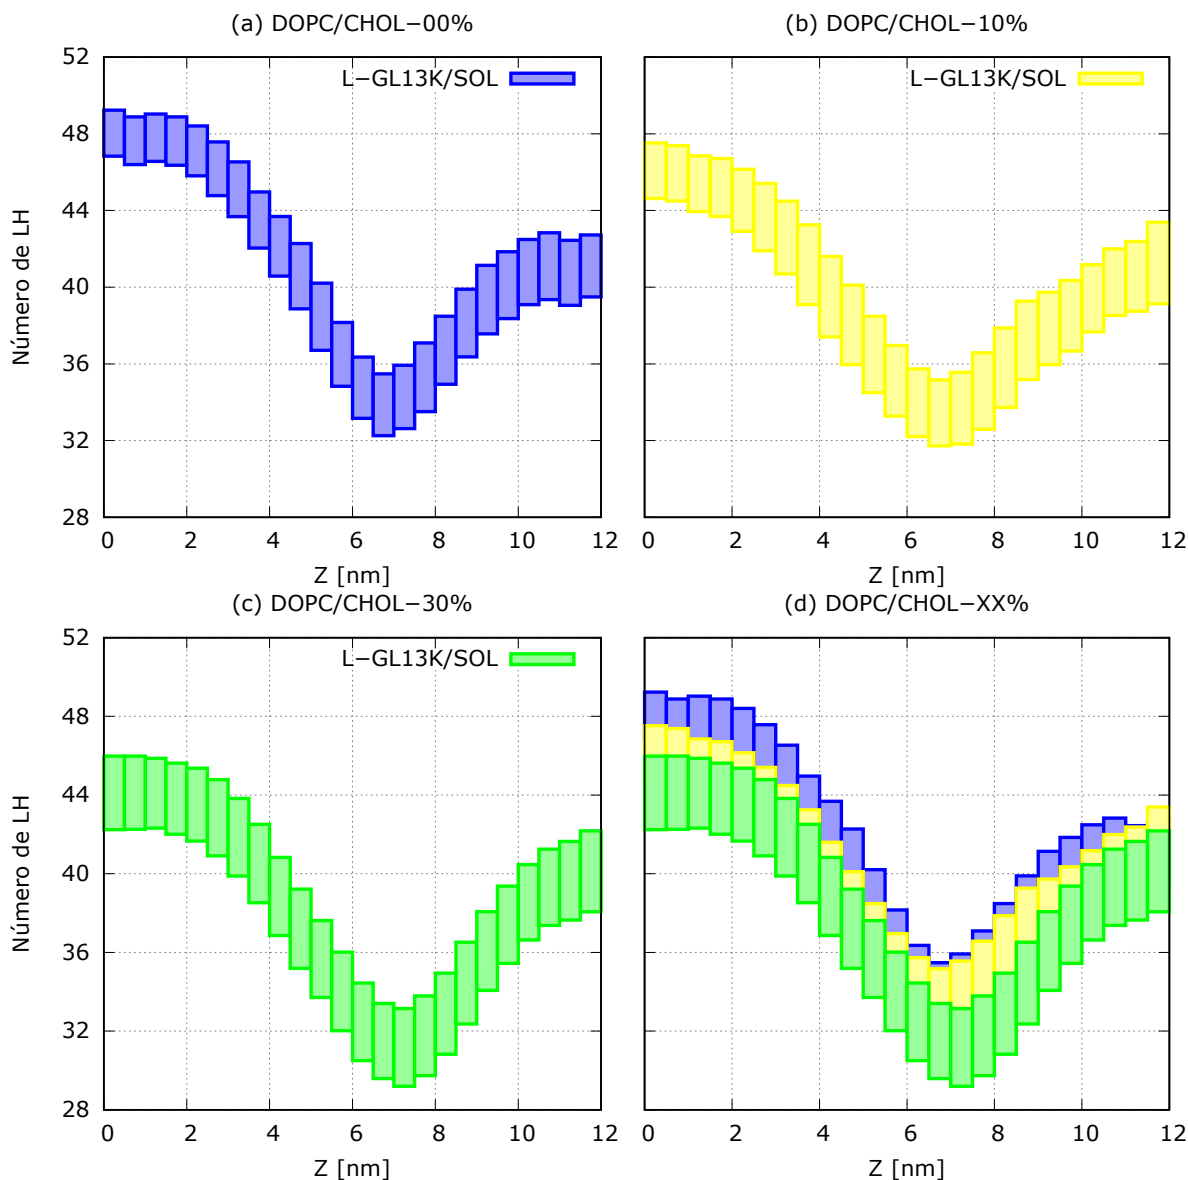 (a) DOPC/CHOL−00%
L−GL13K/SOL
Número de LH
52
48
44
40
36
32
28
0 2 4 6 8 10 12
Z [nm]
(b) DOPC/CHOL−10%
L−GL13K/SOL
0 2 4 6 8 10 12
Z [nm]
(c) DOPC/CHOL−30%
L−GL13K/SOL
Número de LH
52
48
44
40
36
32
28
0 2 4 6 8 10 12
Z [nm]
(d) DOPC/CHOL−XX%
0 2 4 6 8 10 12
Z [nm]